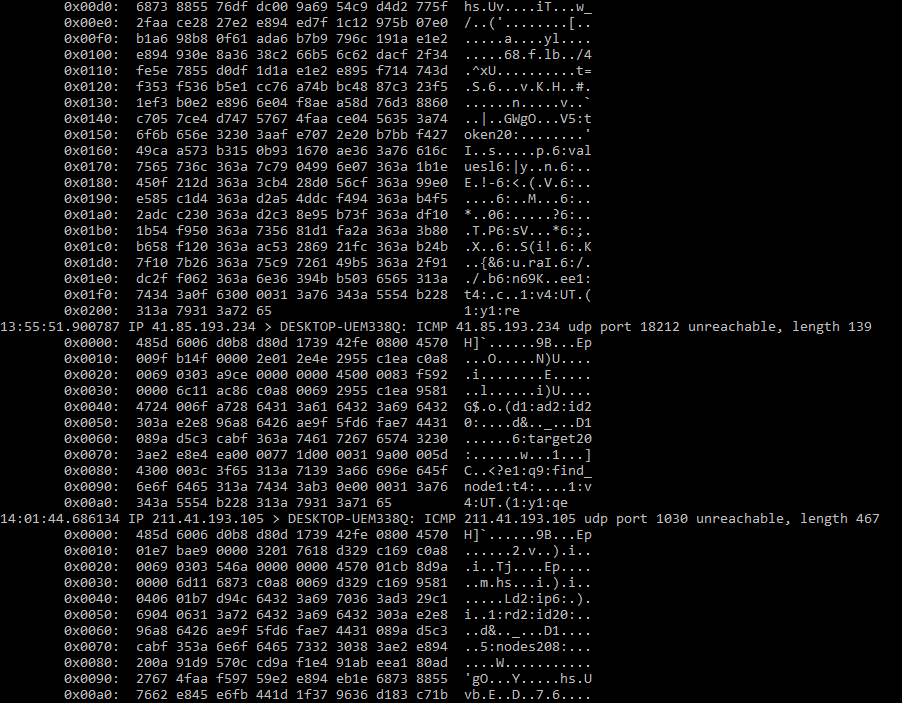 0x00d0: 6873 8855 76df dc00 9a69 54c9 d4d2 775f hs.Uv....iT...w_
0x00e0: 2faa ce28 27e2 e894 ed7f 1c12 975b 07e0 /..('........[..
0x00f0: b1a6 98b8 0f61 ada6 b7b9 796c 191a e1ee .....a....yl....
0x0100: e894 930e 8a36 38c2 66b5 6c62 dacf 2f34 .....68.f.lb../4
0x0110: fe5e 7855 d0df 1d1a e1e2 e895 f714 743d .^xU..........t=
0x0120: f353 f536 b5e1 cc76 a74b bc48 87c3 23f5 .S.6...v.K.H..#.
0x0130: 1ef3 b0e2 e896 6e04 f8ae a58d 76d3 8860 ......n.....v..`
0x0140: c705 7ce4 d747 5767 4faa ce04 5635 3a74 ..|..GWgO...V5:t
0x0150: 6f6b 656e 3230 3aaf e707 2e20 b7bb f427 oken20:........'
0x0160: 49ca a573 b315 0b93 1670 ae36 3a76 616c I..s.....p.6:val
0x0170: 7565 736c 363a 7c79 0499 6e07 363a 1b1e uesl6:|y..n.6:..
0x0180: 450f 212d 363a 3cb4 28d0 56cf 363a 99e0 E.!-6:<.(.V.6:..
0x0190: e585 c1d4 363a d2a5 4ddc f494 363a b4f5 ....6:..M...6:..
0x01a0: 2adc c230 363a d2c3 8e95 b73f 363a df10 *..06:.....?6:..
0x01b0: 1b54 f950 363a 7356 81d1 fa2a 363a 3b80 .T.P6:sV...*6:;.
0x01c0: b658 f120 363a ac53 2869 21fc 363a b24b .X..6:.S(i!.6:.K
0x01d0: 7d1f 7b26 363a 75c9 7261 49b5 363a 2f91 ..{&6:u.raI.6:/.
0x01e0: dc2f f062 363a 6e36 394b b503 6565 313a ./.b6:n69K..ee1:
0x01f0: 7434 3a0f 6300 0031 3a76 343a 5554 b228 t4:.c..1:v4:UT.(
0x0200: 313a 7931 3a72 65 1:y1:re
13:55:51.900787 IP 41.85.193.234 > DESKTOP-UEM338Q: ICMP 41.85.193.234 udp port 18212 unreachable, length 139
0x0000: 485d 6006 d0b8 d80d 1739 42fe 0800 4570 H]`......9B...Ep
0x0010: 009f b14f 0000 2e01 2e4e 2955 c1ea c0a8 ...O.....N)U....
0x0020: 0069 0303 a9ce 0000 0000 4500 0083 f592 .i........E.....
0x0030: 0000 6c11 ac86 c0a8 0069 2955 c1ea 9581 ..l......i)U....
0x0040: 4724 006f a728 6431 3a61 6432 3a69 6432 G$.o.(d1:ad2:id2
0x0050: 303a e2e8 96a8 6426 ae9f 5fd6 fae7 4431 0:....d&.._...D1
0x0060: 089a d5c3 cabf 363a 7461 7267 6574 3230 ......6:target20
0x0070: 3ae2 e8e4 ea00 0077 1d00 0031 9a00 005d :......w...1...]
0x0080: 4300 003c 3f65 313a 7139 3a66 696e 645f C..<?e1:q9:find_
0x0090: 6e6f 6465 313a 7434 3ab3 0e00 0031 3a76 node1:t4:....1:v
0x00a0: 343a 5554 b228 313a 7931 3a71 65 4:UT.(1:y1:qe
14:01:44.686134 IP 211.41.193.105 > DESKTOP-UEM338Q: ICMP 211.41.193.105 udp port 1030 unreachable, length 467
0x0000: 485d 6006 d0b8 d80d 1739 42fe 0800 4570 H]`......9B...Ep
0x0010: 01e7 bae9 0000 3201 7618 d329 c169 c0a8 ......2.v..).i..
0x0020: 0069 0303 546a 0000 0000 4570 01cb 8d9a .i..Tj....Ep....
0x0030: 0000 6d11 6873 c0a8 0069 d329 c169 9581 ..m.hs...i.).i..
0x0040: 0406 01b7 d94c 6432 3a69 7036 3ad3 29c1 .....Ld2:ip6:.).
0x0050: 6904 0631 3a72 6432 3a69 6432 303a e2e8 i..1:rd2:id20:..
0x0060: 96a8 6426 ae9f 5fd6 fae7 4431 089a d5c3 ..d&.._...D1....
0x0070: cabf 353a 6e6f 6465 7332 3038 3ae2 e894 ..5:nodes208:...
0x0080: 200a 91d9 570c cd9a f1e4 91ab eea1 80ad ....W...........
0x0090: 2767 4faa f597 59e2 e894 eb1e 6873 8855 'gO...Y.....hs.U
0x00a0: 7662 e845 e6fb 441d 1f37 9636 d183 c71b vb.E..D..7.6....